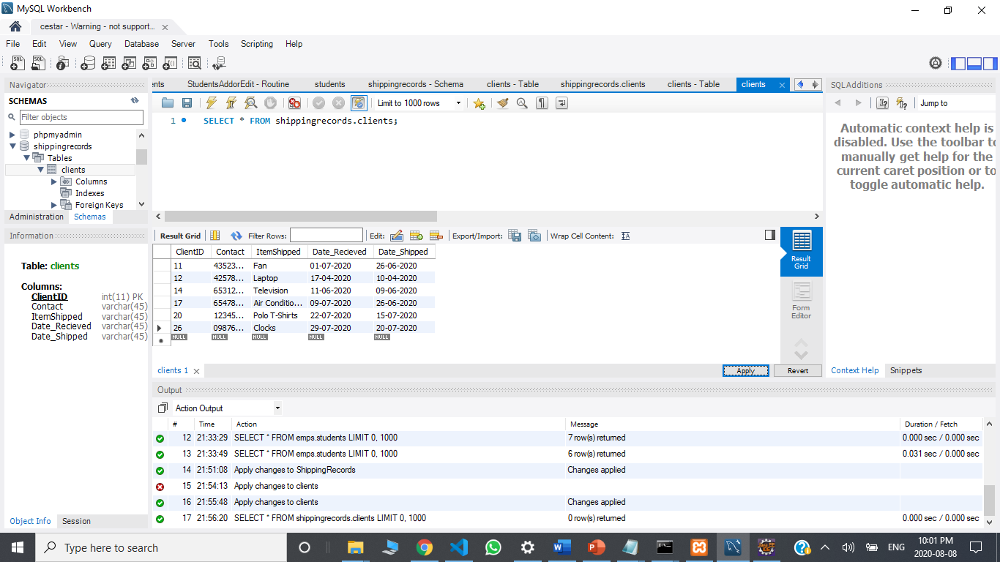 MySQL Workbench
cestar - Warning - not support...
File Edit View Query Database Server Tools Scripting Help
Navigator
SCHEMAS
Filter objects
phpmyadmin
shippingrecords
Tables
clients
Columns
Indexes
Foreign Keys
Administration Schemas
Information
Table: clients
Columns:
ClientID int(11) PK
Contact varchar(45)
ItemShipped varchar(45)
Date_Recieved varchar(45)
Date_Shipped varchar(45)
Object Info Session
ents StudentsAddorEdit - Routine students shippingrecords - Schema clients - Table shippingrecords.clients clients - Table clients
Limit to 1000 rows
1 SELECT * FROM shippingrecords.clients;
Result Grid Filter Rows: Edit: Export/Import: Wrap Cell Content:
ClientID Contact ItemShipped Date_Recieved Date_Shipped
11 43523... Fan 01-07-2020 26-06-2020
12 42578... Laptop 17-04-2020 10-04-2020
14 65312... Television 11-06-2020 09-06-2020
17 65478... Air Conditio... 09-07-2020 26-06-2020
20 12345... Polo T-Shirts 22-07-2020 15-07-2020
26 09876... Clocks 29-07-2020 20-07-2020
NULL NULL NULL NULL NULL
Result
Grid
Form
Editor
clients 1 Apply Revert
SQLAdditions
Jump to
Automatic context help is
disabled. Use the toolbar to
manually get help for the
current caret position or to
toggle automatic help.
Context Help Snippets
Output
Action Output
# Time Action Message Duration / Fetch
12 21:33:29 SELECT * FROM emps.students LIMIT 0, 1000 7 row(s) returned 0.000 sec / 0.000 sec
13 21:33:49 SELECT * FROM emps.students LIMIT 0, 1000 6 row(s) returned 0.031 sec / 0.000 sec
14 21:51:08 Apply changes to ShippingRecords Changes applied
15 21:54:13 Apply changes to clients
16 21:55:48 Apply changes to clients Changes applied
17 21:56:20 SELECT * FROM shippingrecords.clients LIMIT 0, 1000 0 row(s) returned 0.000 sec / 0.000 sec
Type here to search
ENG
10:01 PM
2020-08-08